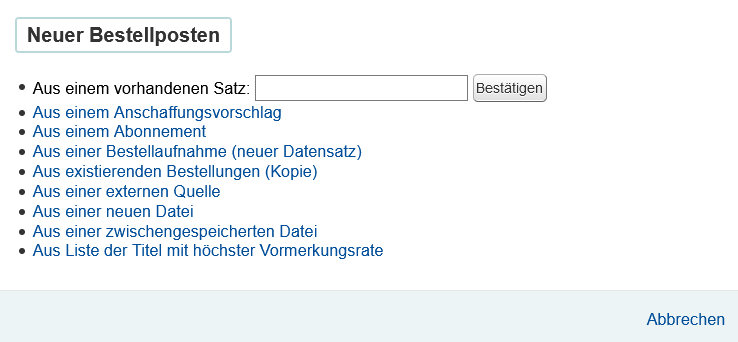 Neuer Bestellposten
Aus einem vorhandenen Satz: Bestätigen
Aus einem Anschaffungsvorschlag
Aus einem Abonnement
Aus einer Bestellaufnahme (neuer Datensatz)
Aus existierenden Bestellungen (Kopie)
Aus einer externen Quelle
Aus einer neuen Datei
Aus einer zwischengespeicherten Datei
Aus Liste der Titel mit höchster Vormerkungsrate
Abbrechen